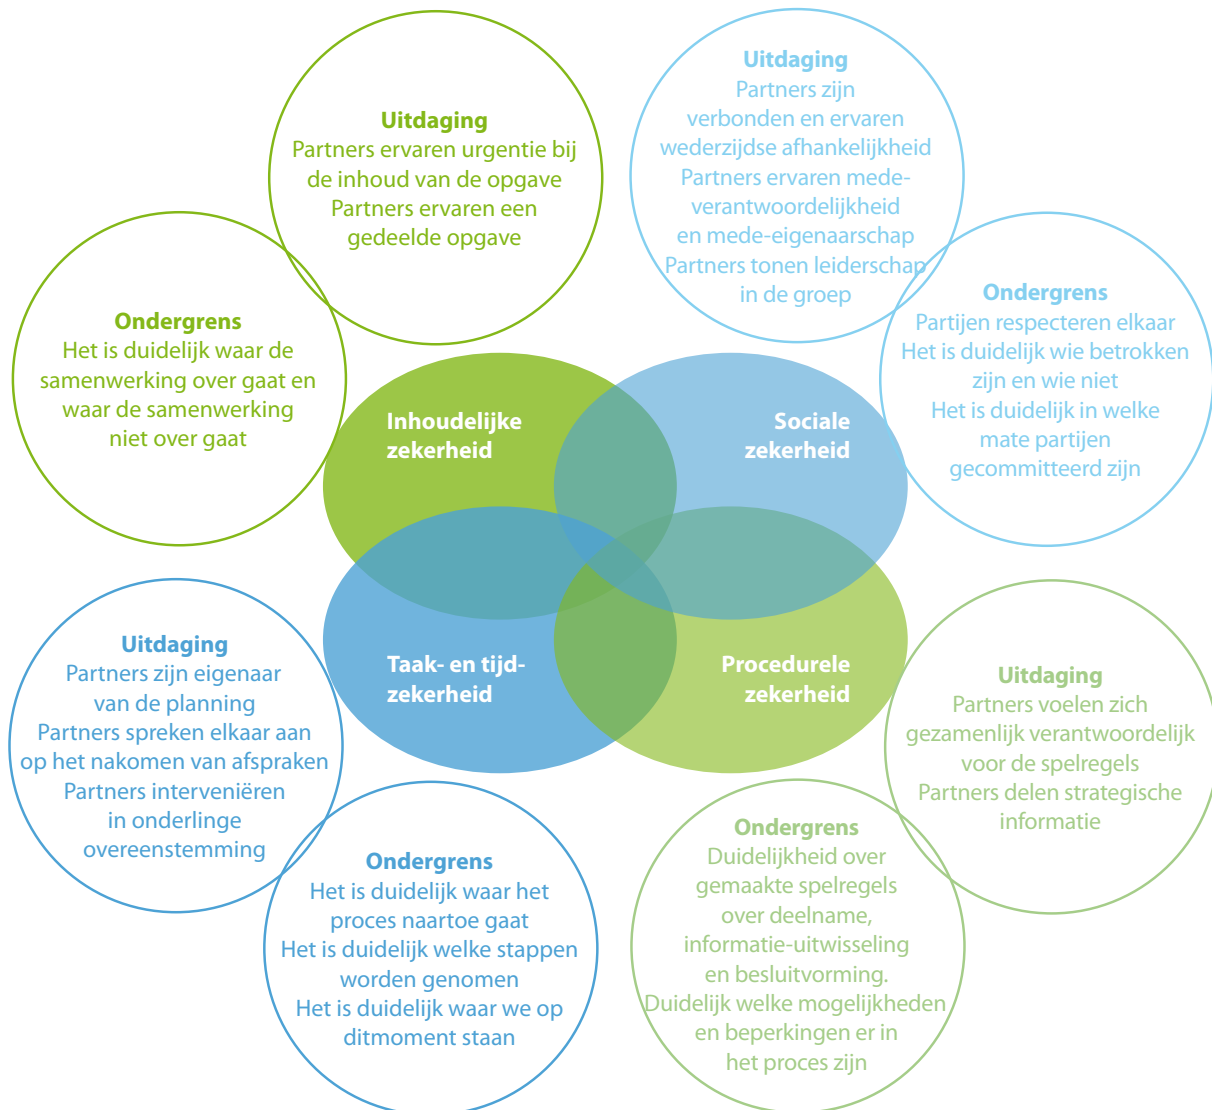 Uitdaging
Partners ervaren urgentie bij
de inhoud van de opgave
Partners ervaren een
gedeelde opgave
Uitdaging
Partners zijn
verbonden en ervaren
wederzijdse afhankelijkheid
Partners ervaren mede-
verantwoordelijkheid
en mede-eigenaarschap
Partners tonen leiderschap
in de groep
Ondergrens
Het is duidelijk waar de
samenwerking over gaat en
waar de samenwerking
niet over gaat
Ondergrens
Partijen respecteren elkaar
Het is duidelijk wie betrokken
zijn en wie niet
Het is duidelijk in welke
mate partijen
gecommitteerd zijn
Inhoudelijke
zekerheid
Sociale
zekerheid
Taak- en tijd-
zekerheid
Procedurele
zekerheid
Uitdaging
Partners zijn eigenaar
van de planning
Partners spreken elkaar aan
op het nakomen van afspraken
Partners interveniëren
in onderlinge
overeenstemming
Uitdaging
Partners voelen zich
gezamenlijk verantwoordelijk
voor de spelregels
Partners delen strategische
informatie
Ondergrens
Het is duidelijk waar het
proces naartoe gaat
Het is duidelijk welke stappen
worden genomen
Het is duidelijk waar we op
ditmoment staan
Ondergrens
Duidelijkheid over
gemaakte spelregels
over deelname,
informatie-uitwisseling
en besluitvorming.
Duidelijk welke mogelijkheden
en beperkingen er in
het proces zijn